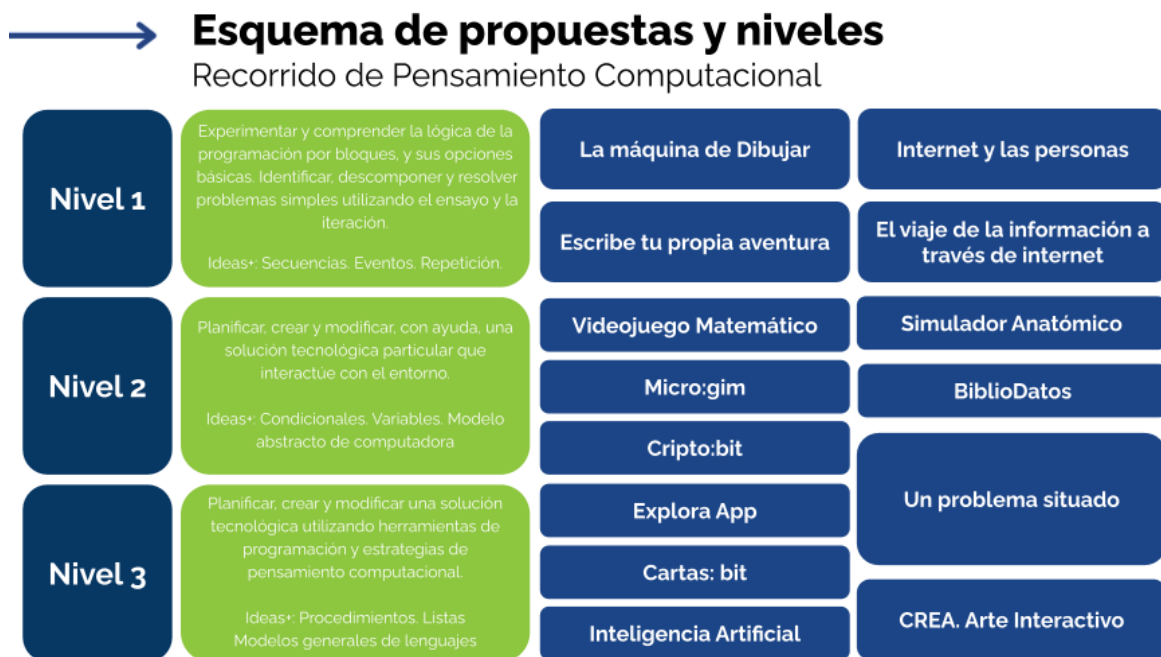 Esquema de propuestas y niveles
Recorrido de Pensamiento Computacional
Nivel 1
Experimentar y comprender la lógica de la
programación por bloques, y sus opciones
básicas. Identificar, descomponer y resolver
problemas simples utilizando el ensayo y la
iteración.
Ideas+: Secuencias. Eventos. Repetición.
La máquina de Dibujar
Internet y las personas
Escribe tu propia aventura
El viaje de la información a
través de internet
Nivel 2
Planificar, crear y modificar, con ayuda, una
solución tecnológica particular que
interactúe con el entorno.
Ideas+: Condicionales. Variables. Modelo
abstracto de computadora
Videojuego Matemático
Simulador Anatómico
Micro:gim
BiblioDatos
Cripto:bit
Un problema situado
Nivel 3
Planificar, crear y modificar una solución
tecnológica utilizando herramientas de
programación y estrategias de
pensamiento computacional.
Ideas+: Procedimientos. Listas
Modelos generales de lenguajes
Explora App
Cartas: bit
Inteligencia Artificial
CREA. Arte Interactivo